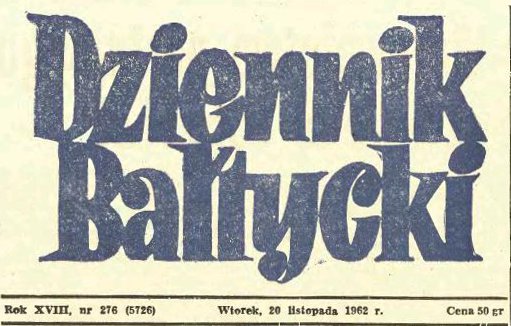 Dziennik
Bałtycki
Rok XVIII, nr 276 (5726) Wtorek, 20 listopada 1962 r. Cena 50 gr